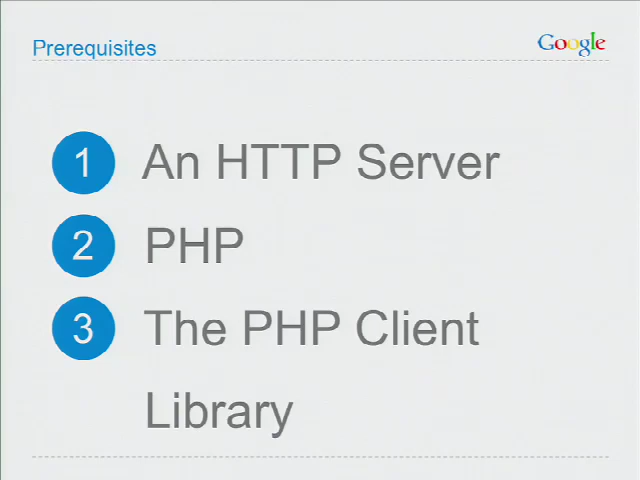 Prerequisites
Google
1 An HTTP Server
2 PHP
3 The PHP Client
Library